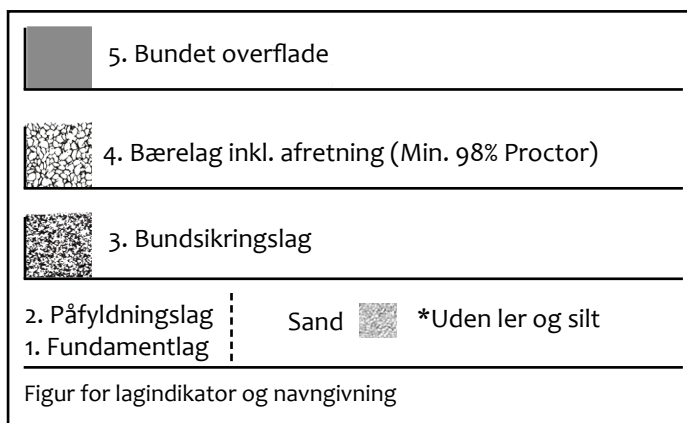 5. Bundet overflade
4. Bærelag inkl. afretning (Min. 98% Proctor)
3. Bundsikringslag
2. Påfyldningslag
1. Fundamentlag
Sand *Uden ler og silt
Figur for lagindikator og navngivning